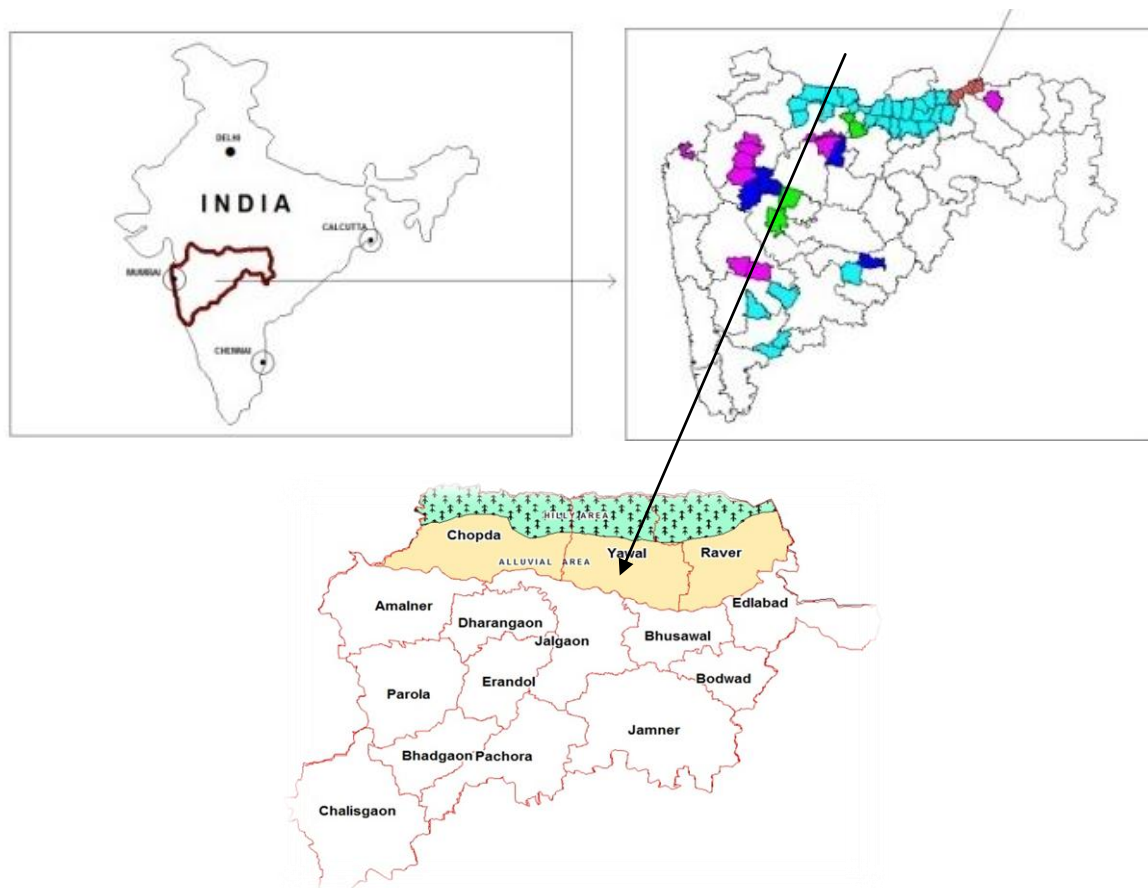 DELHI
INDIA
CALCUTTA
MUMBAI
CHENNAI
HILLY AREA
Chopda
Yawal
Raver
ALLUVIAL AREA
Edlabad
Amalner
Dharangaon
Jalgaon
Bhusawal
Erandol
Bodwad
Parola
Jamner
Bhadgaon
Pachora
Chalisgaon